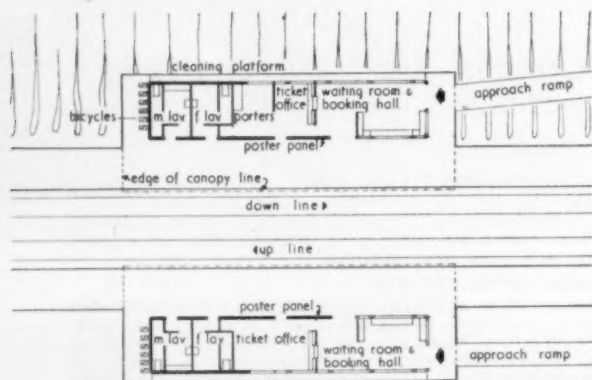 cleaning platform
approach ramp
bicycles
m lav
f lav
porters
ticket office
waiting room & booking hall
poster panel
edge of canopy line
down line
up line
poster panel
m lav
f lav
ticket office
waiting room & booking hall
approach ramp